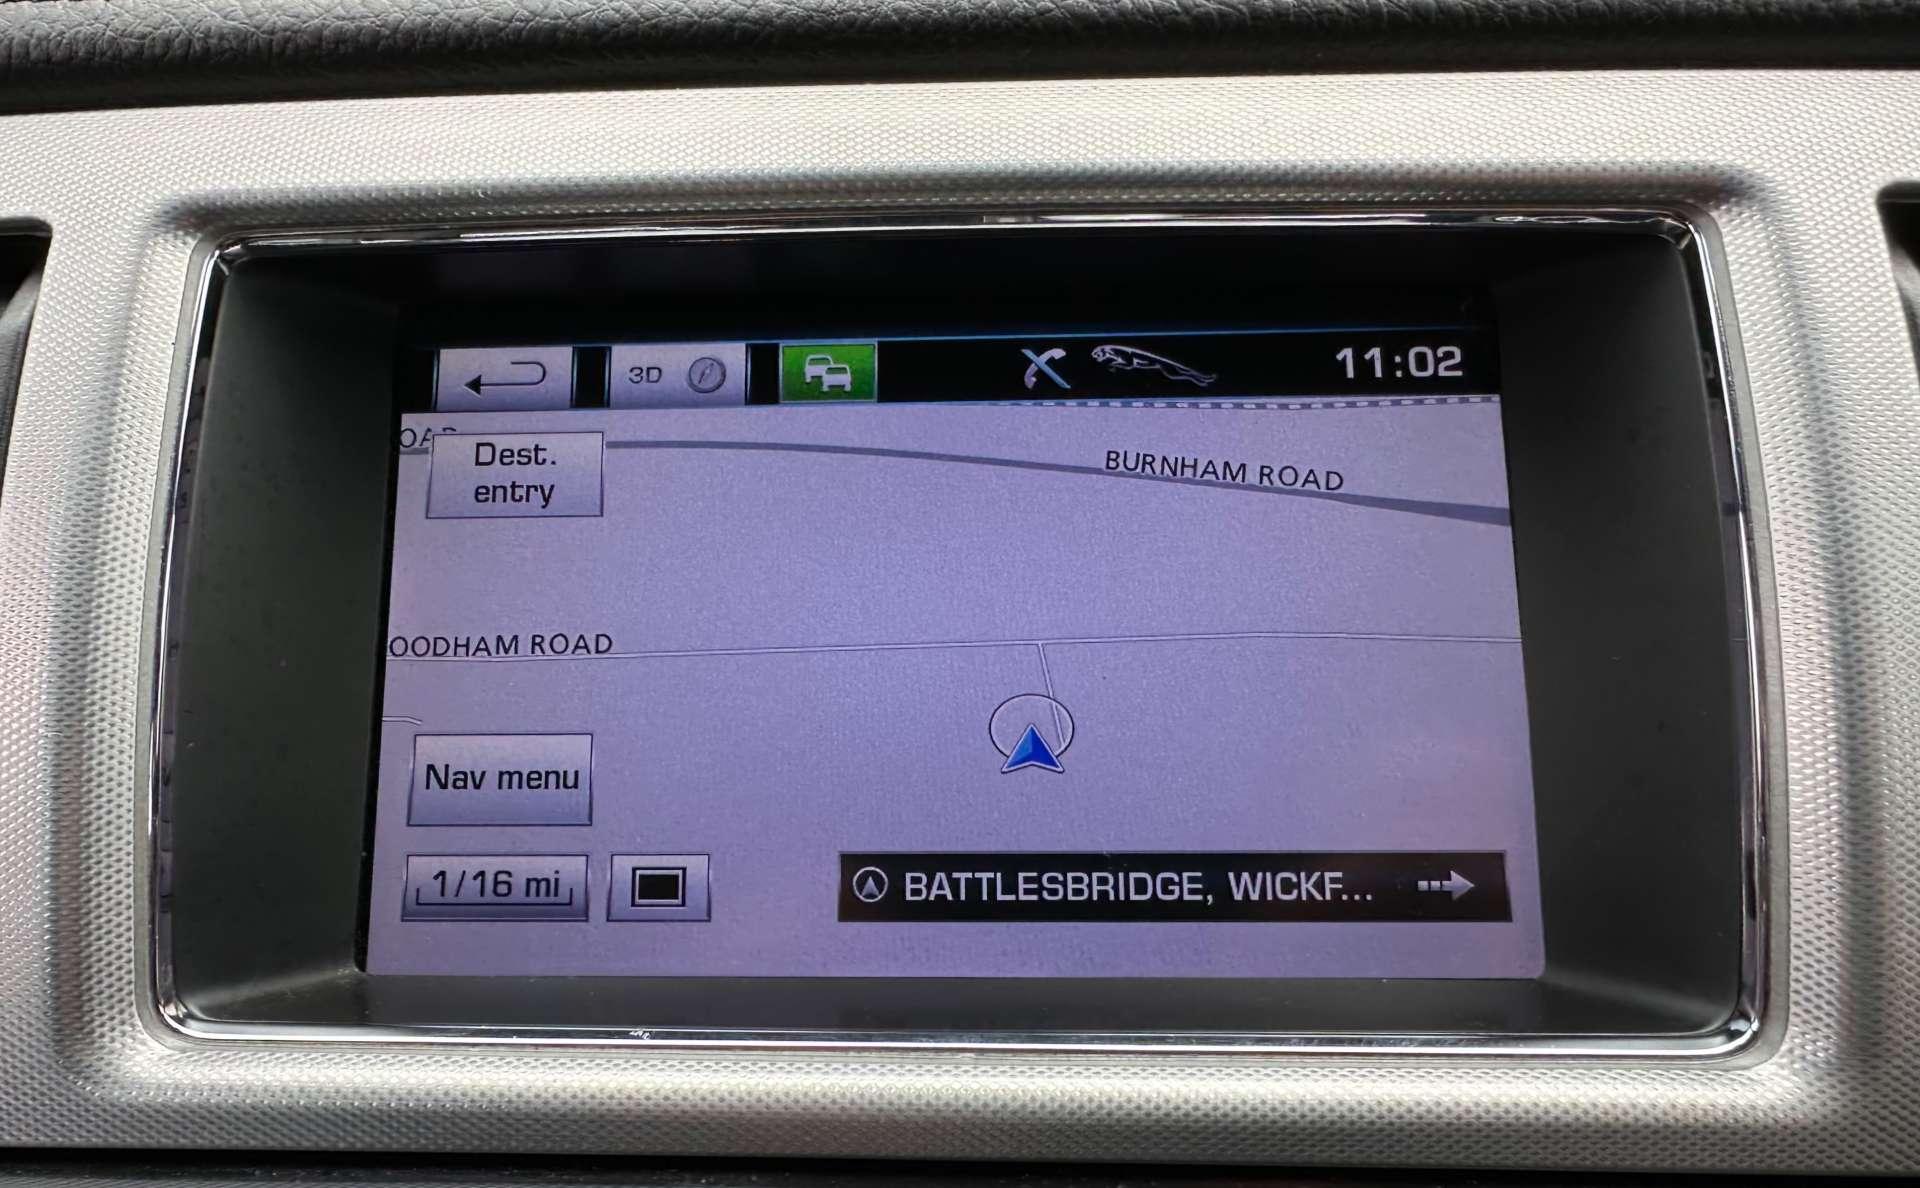 3D
11:02
Dest.
entry
BURNHAM ROAD
OODHAM ROAD
Nav menu
1/16 mi
BATTLESBRIDGE, WICKF...